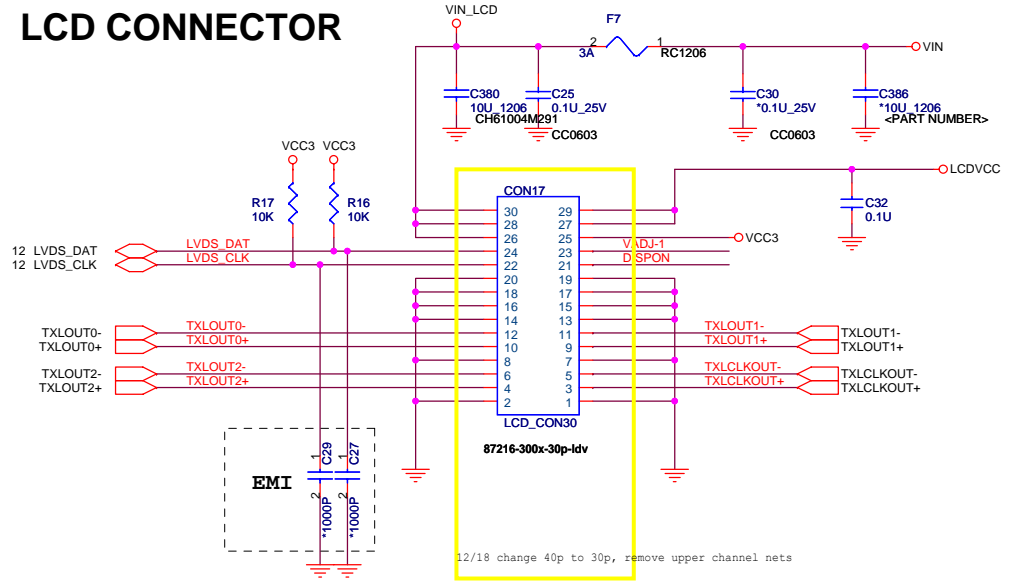 LCD CONNECTOR
VIN_LCD
F7
2
1
3A
RC1206
VIN
C380
10U_1206
CH61004M291
C25
0.1U_25V
CC0603
C30
*0.1U_25V
CC0603
C386
*10U_1206
<PART NUMBER>
VCC3
VCC3
R17
10K
R16
10K
LCDVCC
C32
0.1U
CON17
30 29
28 27
26 25
VCC3
12 LVDS_DAT
LVDS_DAT
24 23
VADJ-1
12 LVDS_CLK
LVDS_CLK
22 21
DISPON
20 19
18 17
16 15
14 13
TXLOUT0-
TXLOUT0-
12 11
TXLOUT1-
TXLOUT1-
TXLOUT0+
TXLOUT0+
10 9
TXLOUT1+
TXLOUT1+
8 7
TXLOUT2-
TXLOUT2-
6 5
TXLCLKOUT-
TXLCLKOUT-
TXLOUT2+
TXLOUT2+
4 3
TXLCLKOUT+
TXLCLKOUT+
2 1
LCD_CON30
87216-300x-30p-ldv
EMI
1
C29
2
*1000P
1
C27
2
*1000P
12/18 change 40p to 30p, remove upper channel nets